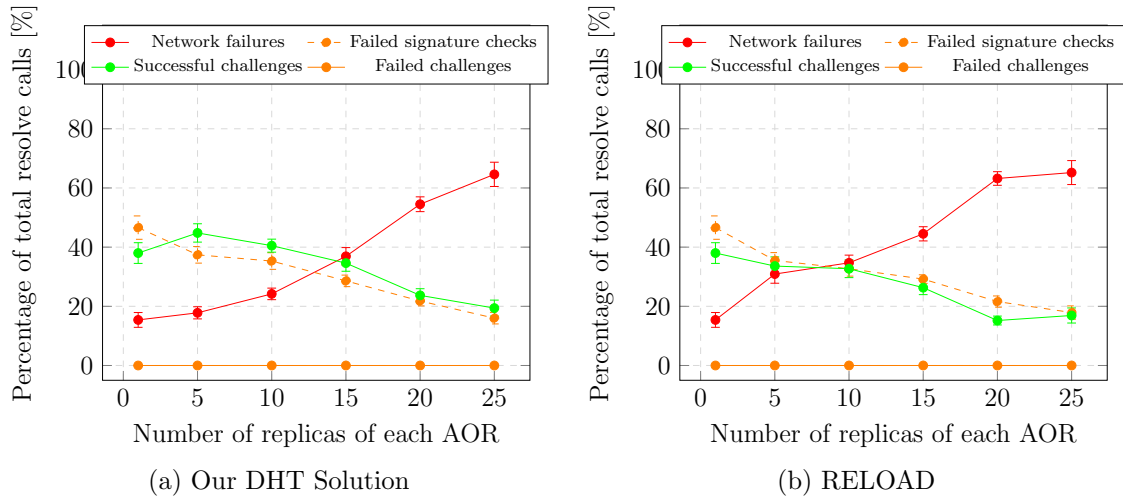 Network failures
Failed signature checks
Successful challenges
Failed challenges
Percentage of total resolve calls [%]
100
80
60
40
20
0
0 5 10 15 20 25
Number of replicas of each AOR
(a) Our DHT Solution
Network failures
Failed signature checks
Successful challenges
Failed challenges
Percentage of total resolve calls [%]
100
80
60
40
20
0
0 5 10 15 20 25
Number of replicas of each AOR
(b) RELOAD